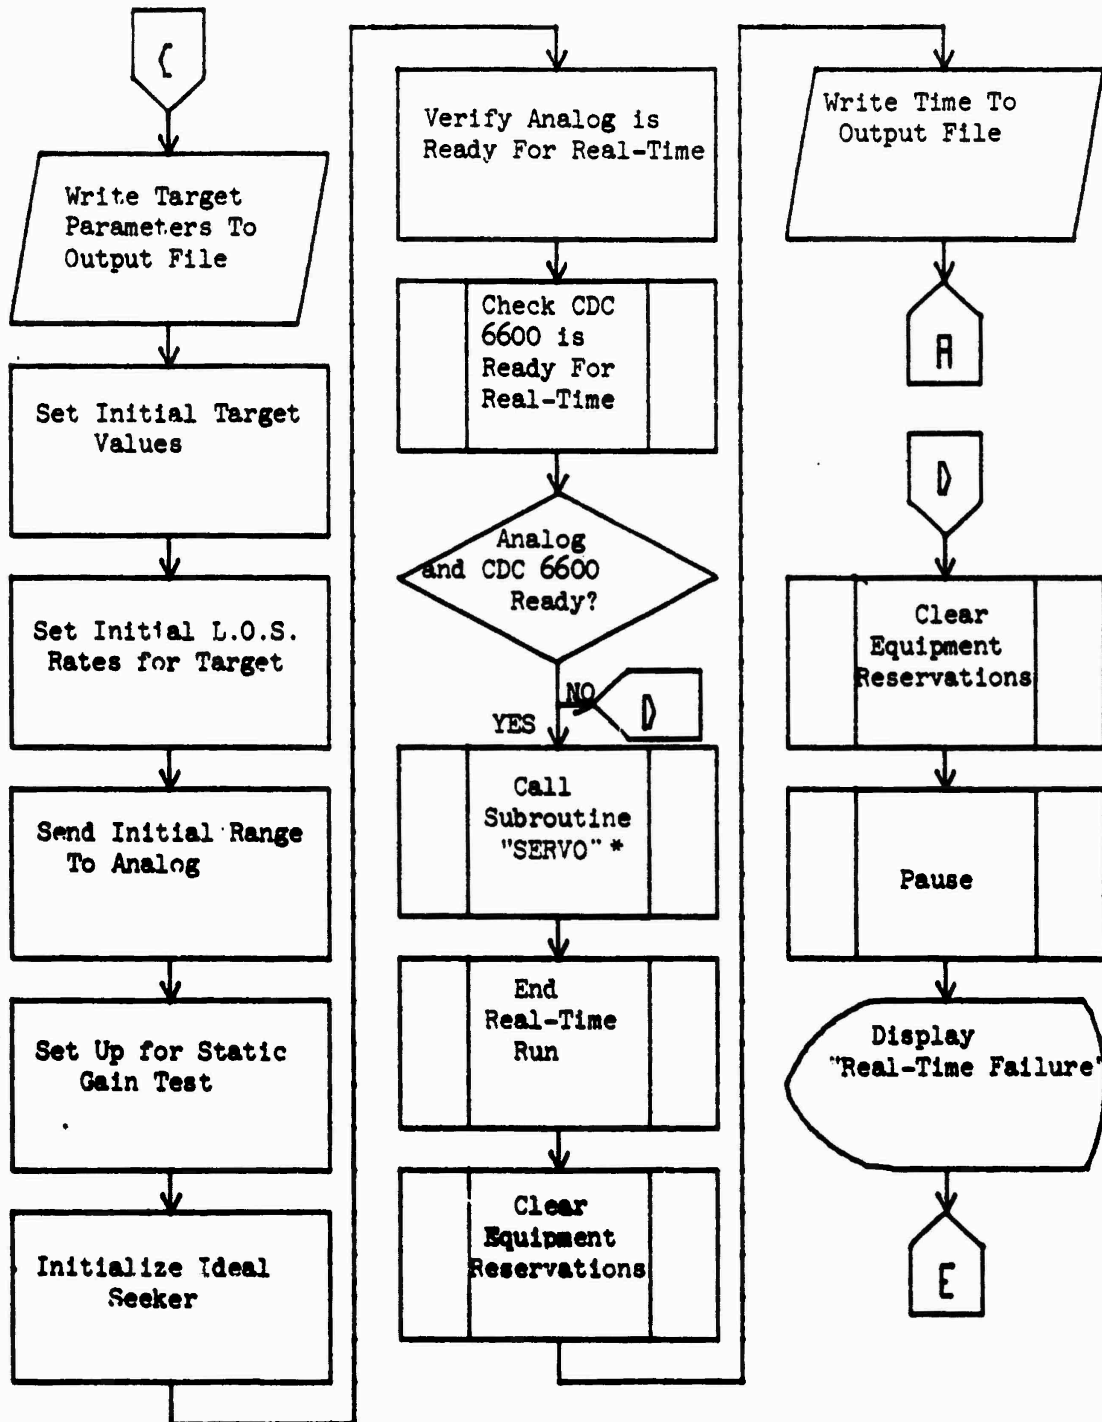 C
Write Target
Parameters To
Output File
Set Initial Target
Values
Set Initial L.O.S.
Rates for Target
Send Initial Range
To Analog
Set Up for Static
Gain Test
Initialize Ideal
Seeker
Verify Analog is
Ready For Real-Time
Check CDC
6600 is
Ready For
Real-Time
Analog
and CDC 6600
Ready?
NO
D
YES
Call
Subroutine
"SERVO" *
End
Real-Time
Run
Clear
Equipment
Reservations
Write Time To
Output File
A
D
Clear
Equipment
Reservations
Pause
Display
"Real-Time Failure"
E